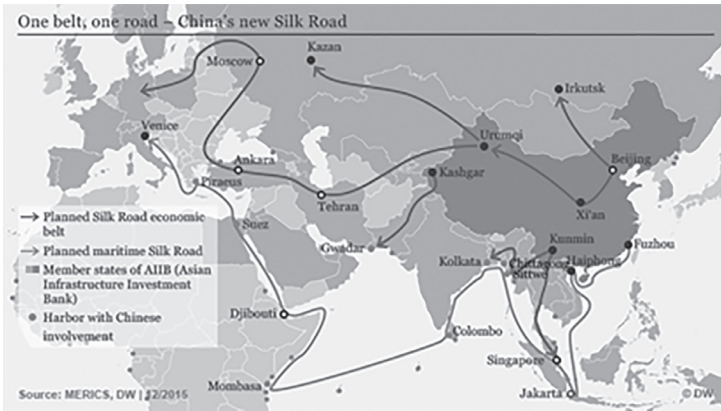 One belt, one road – China's new Silk Road
Kazan
Moscow
Irkutsk
Venice
Urumqi
Ankara
Beijing
Kashgar
Piraeus
Tehran
Xi'an
Planned Silk Road economic
belt
Suez
Planned maritime Silk Road
Gwadar
Kunmin
Fuzhou
Member states of AIIB (Asian
Infrastructure Investment
Bank)
Kolkata
Chittagong
Haiphong
Sittwe
Harbor with Chinese
involvement
Djibouti
Colombo
Singapore
Mombasa
Source: MERICS, DW | 12/2015
Jakarta
© DW